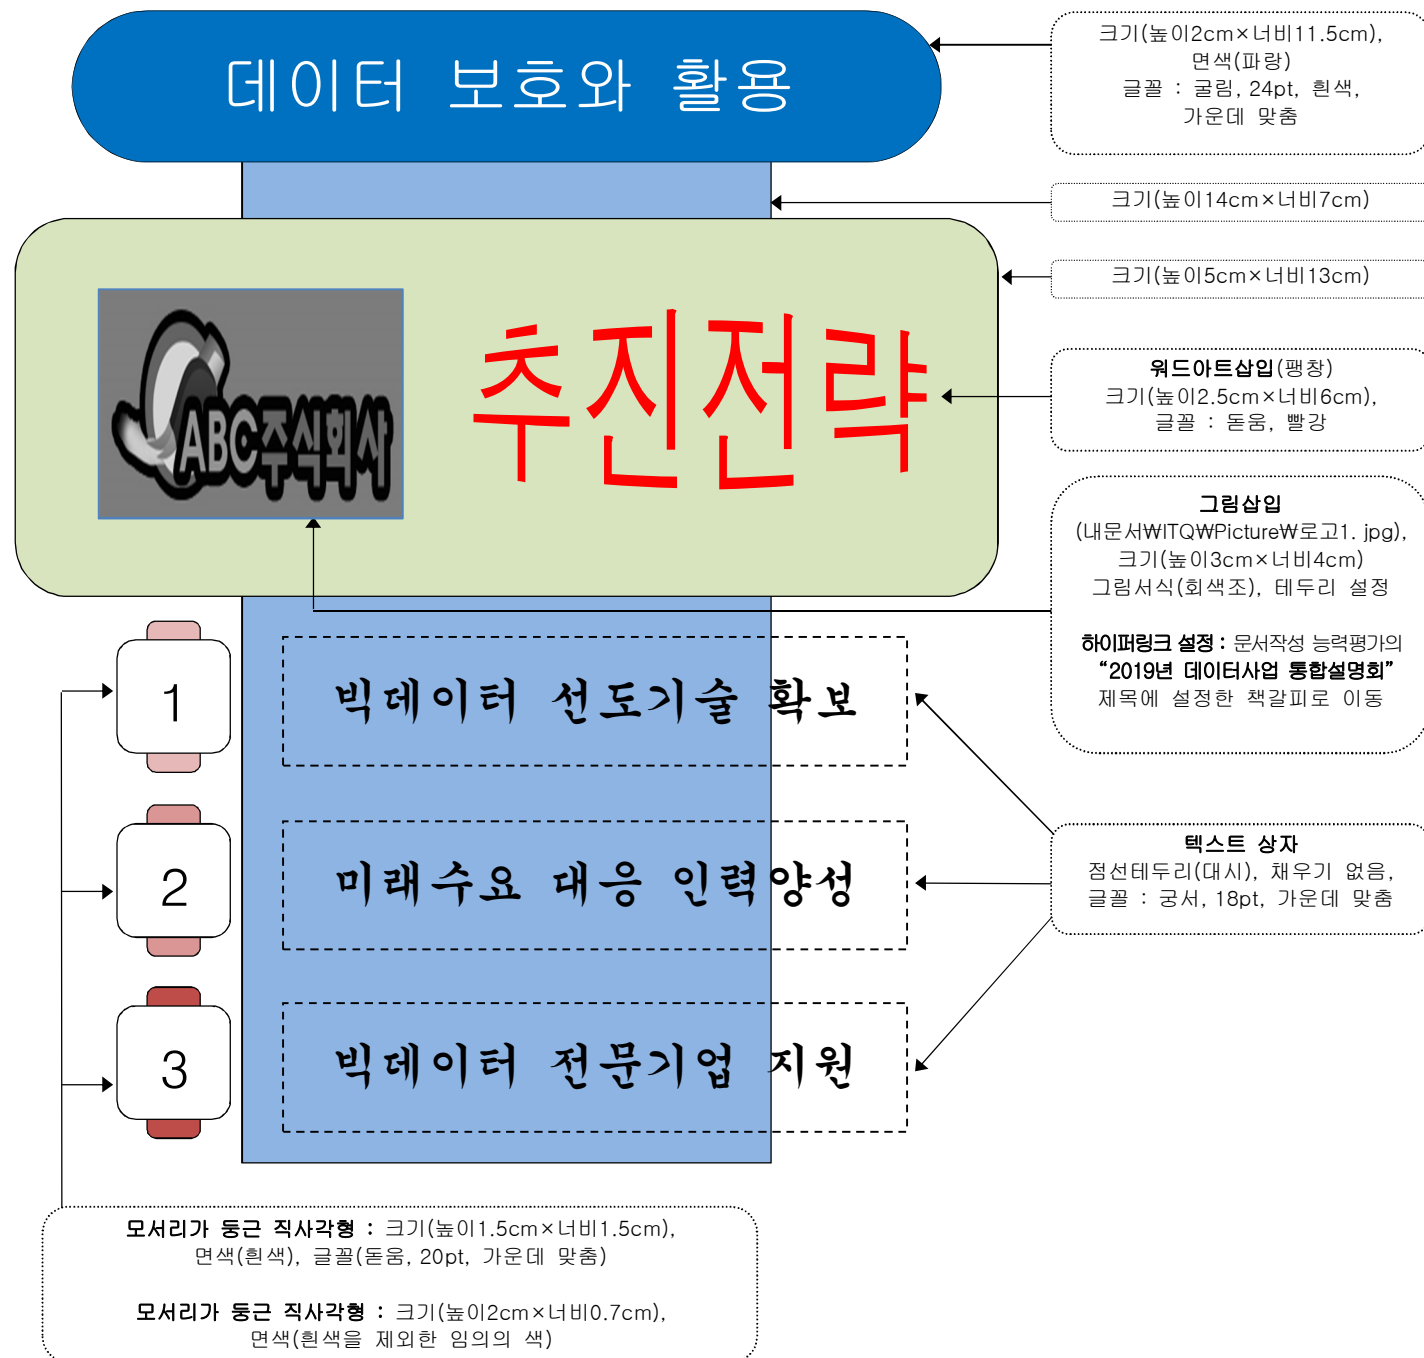 데이터 보호와 활용
크기(높이2cm×너비11.5cm),
면색(파랑)
글꼴 : 굴림, 24pt, 흰색,
가운데 맞춤
크기(높이14cm×너비7cm)
크기(높이5cm×너비13cm)
ABC주식회사
추진전략
워드아트삽입(팽창)
크기(높이2.5cm×너비6cm),
글꼴 : 돋움, 빨강
그림삽입
(내문서₩ITQ₩Picture₩로고1. jpg),
크기(높이3cm×너비4cm)
그림서식(회색조), 테두리 설정
하이퍼링크 설정 : 문서작성 능력평가의
“2019년 데이터사업 통합설명회”
제목에 설정한 책갈피로 이동
1
빅데이터 선도기술 확보
2
미래수요 대응 인력양성
3
빅데이터 전문기업 지원
텍스트 상자
점선테두리(대시), 채우기 없음,
글꼴 : 궁서, 18pt, 가운데 맞춤
모서리가 둥근 직사각형 : 크기(높이1.5cm×너비1.5cm),
면색(흰색), 글꼴(돋움, 20pt, 가운데 맞춤)
모서리가 둥근 직사각형 : 크기(높이2cm×너비0.7cm),
면색(흰색을 제외한 임의의 색)